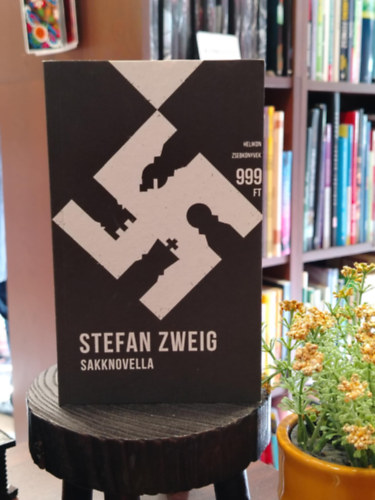 HELIKON
ZSEBKÖNYVEK
999
FT
STEFAN ZWEIG
SAKKNOVELLA